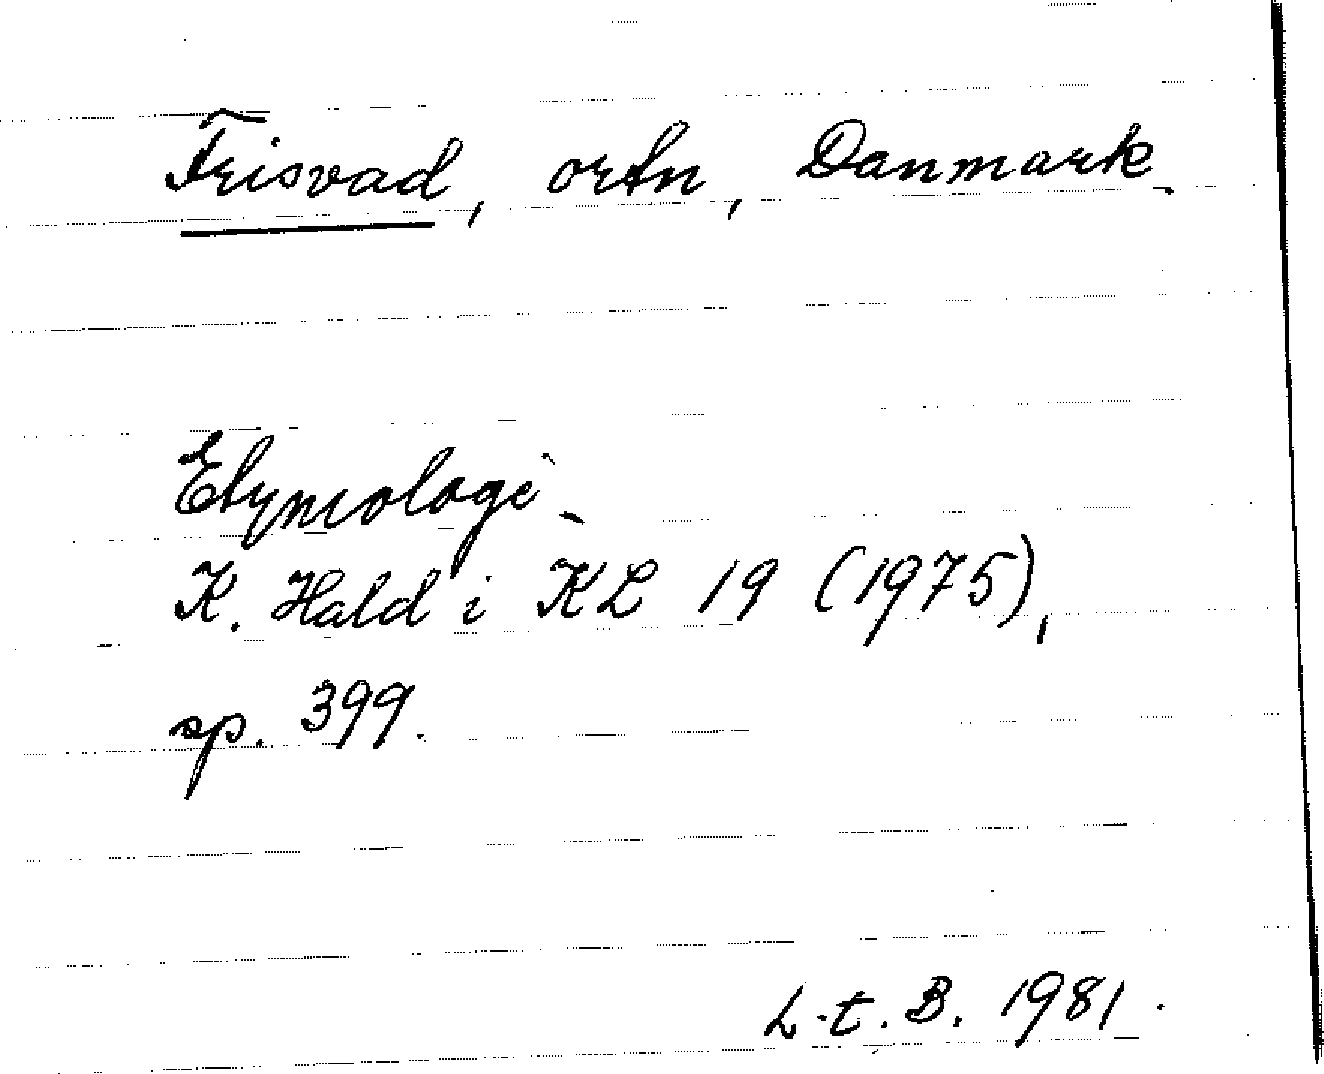 Frisvad, ortn, Danmark.
Etymologi.
K. Hald i KL 19 (1975),
sp. 399.
L.t.B. 1981.